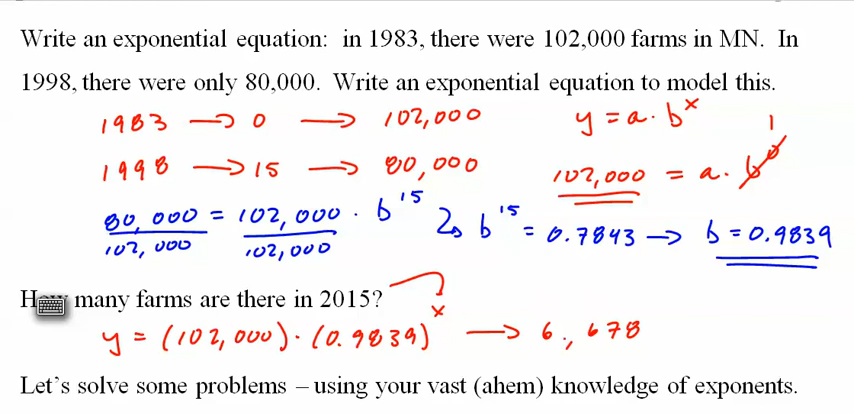 Write an exponential equation: in 1983, there were 102,000 farms in MN. In
1998, there were only 80,000. Write an exponential equation to model this.
1983 → 0 → 102,000 y = a · b^x
1998 → 15 → 80,000 102,000 = a · b^0 1
80,000 = 102,000 · b^15 → b^15 = 0.7843 → b = 0.9839
102,000 102,000
many farms are there in 2015?
y = (102,000) · (0.9839)^x → 6., 678
Let's solve some problems – using your vast (ahem) knowledge of exponents.